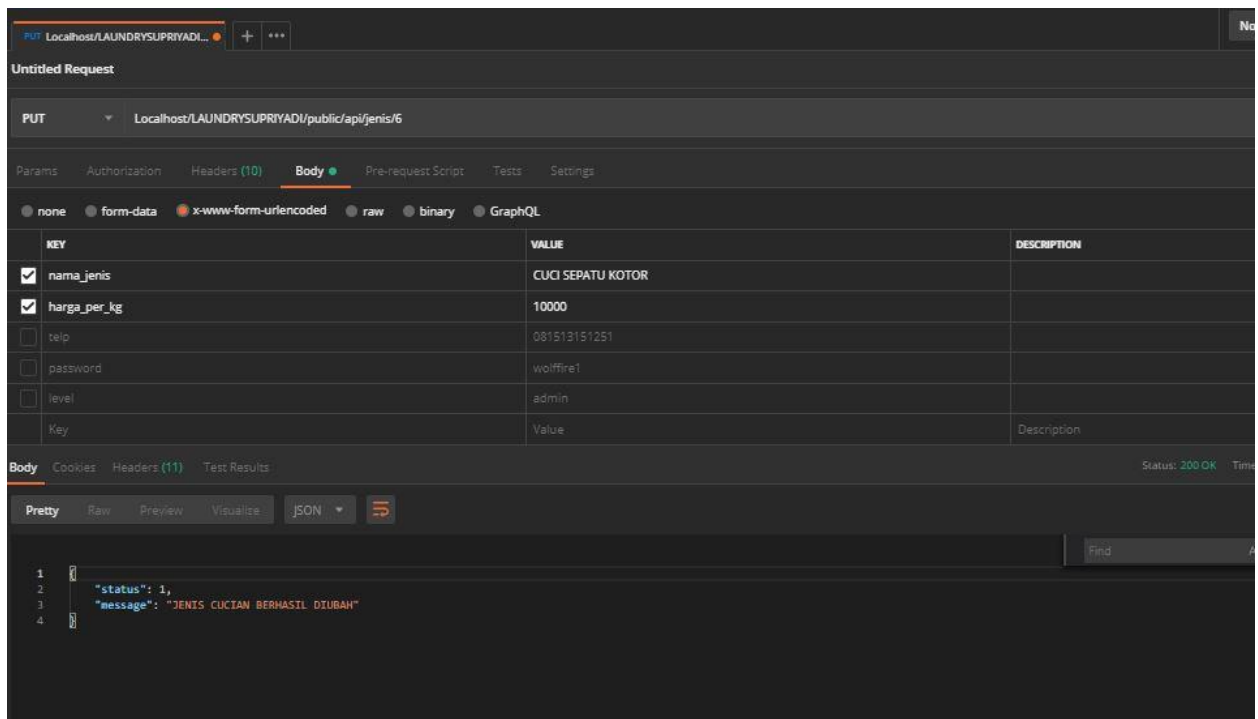 PUT Localhost/LAUNDRYSUPRIYADI... + ••• No
Untitled Request
PUT Localhost/LAUNDRYSUPRIYADI/public/api/jenis/6
Params Authorization Headers (10) Body Pre-request Script Tests Settings
none form-data x-www-form-urlencoded raw binary GraphQL
KEY VALUE DESCRIPTION
nama_jenis CUCI SEPATU KOTOR
harga_per_kg 10000
telp 081513151251
password wolffire1
level admin
Key Value Description
Body Cookies Headers (11) Test Results Status: 200 OK Time
Pretty Raw Preview Visualize JSON
Find A
1 {
2 "status": 1,
3 "message": "JENIS CUCIAN BERHASIL DIUBAH"
4 }